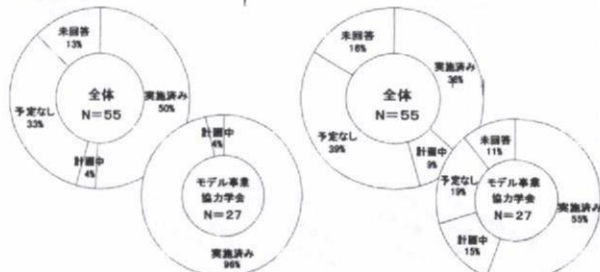 未回答
13%
全体
N=55
実施済み
50%
予定なし
33%
計画中
4%
計画中
4%
モデル事業
協力学会
N=27
実施済み
96%
未回答
16%
全体
N=55
実施済み
36%
予定なし
39%
計画中
9%
未回答
11%
予定なし
19%
モデル事業
協力学会
N=27
実施済み
55%
計画中
15%